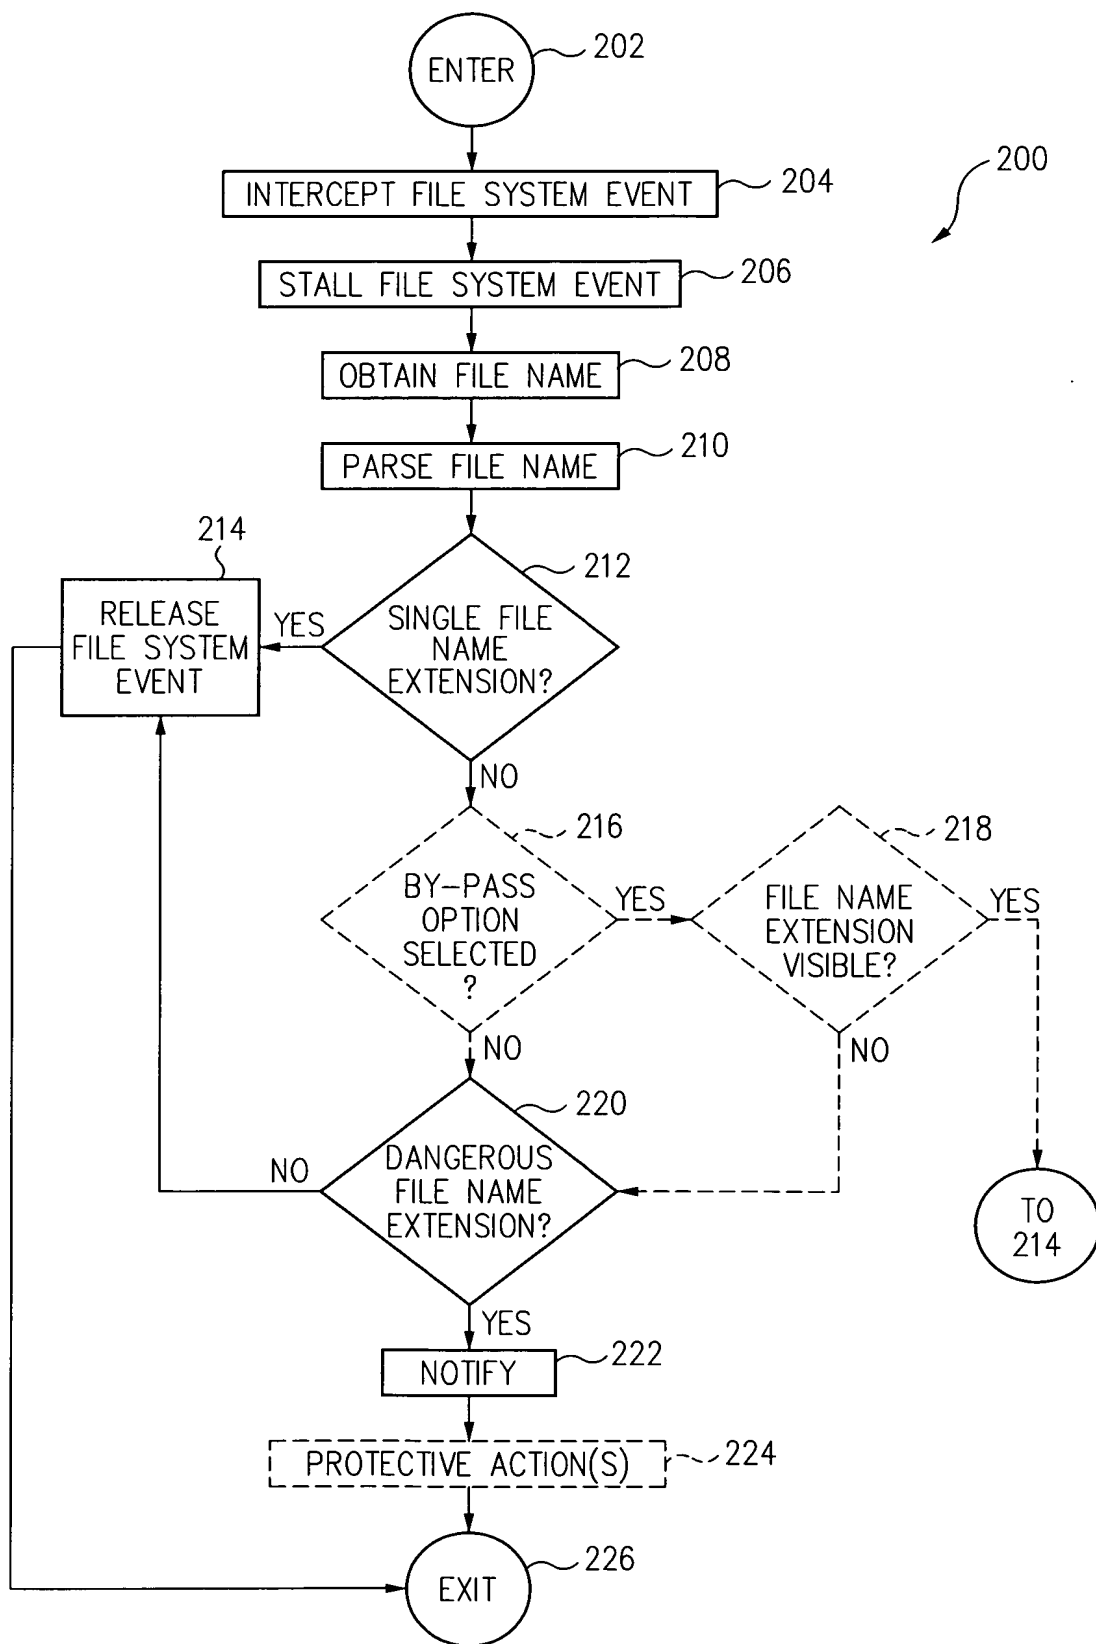 ENTER
202
200
INTERCEPT FILE SYSTEM EVENT
204
STALL FILE SYSTEM EVENT
206
OBTAIN FILE NAME
208
PARSE FILE NAME
210
214
RELEASE
FILE SYSTEM
EVENT
YES
212
SINGLE FILE
NAME
EXTENSION?
NO
216
BY-PASS
OPTION
SELECTED
?
YES
218
FILE NAME
EXTENSION
VISIBLE?
YES
NO
NO
220
DANGEROUS
FILE NAME
EXTENSION?
NO
TO
214
YES
NOTIFY
222
PROTECTIVE ACTION(S)
224
EXIT
226